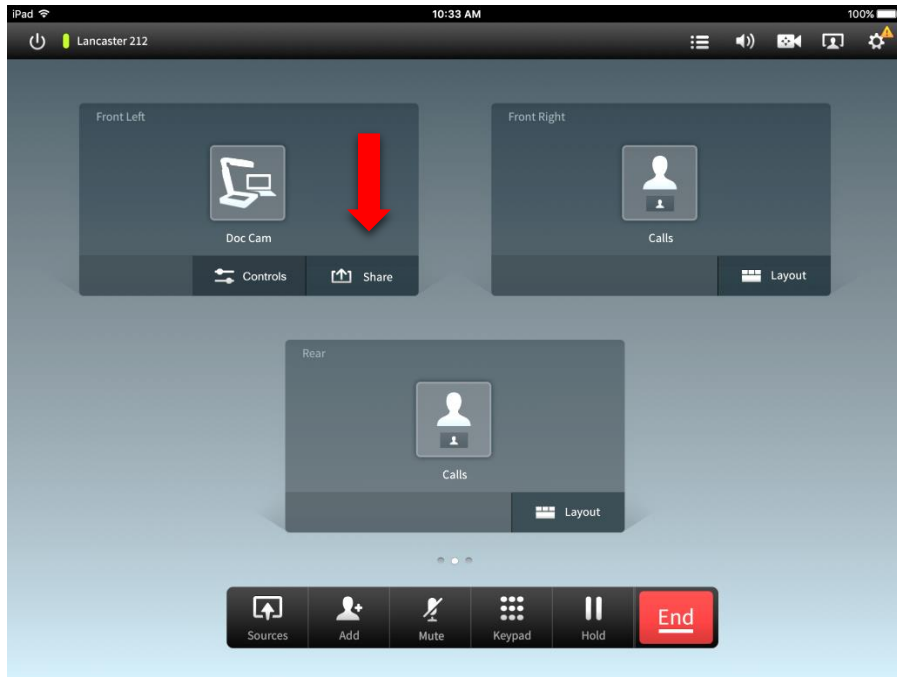 iPad 10:33 AM 100%
Lancaster 212
Front Left
Doc Cam
Controls Share
Front Right
Calls
Layout
Rear
Calls
Layout
Sources Add Mute Keypad Hold End